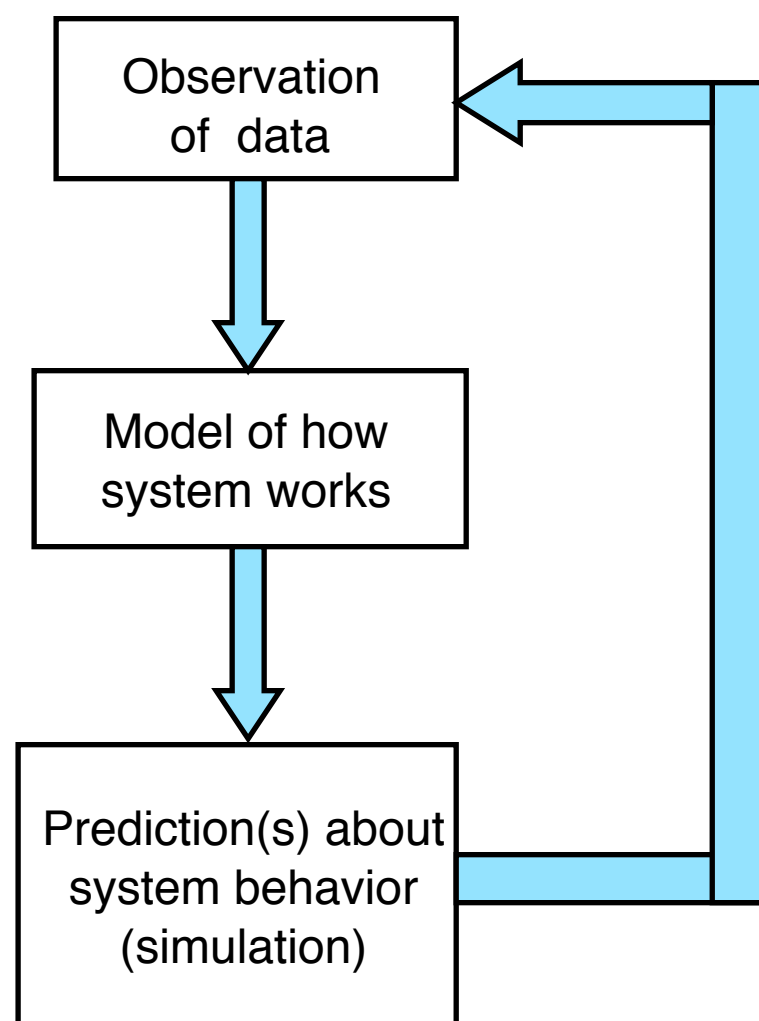 Observation
of data
Model of how
system works
Prediction(s) about
system behavior
(simulation)